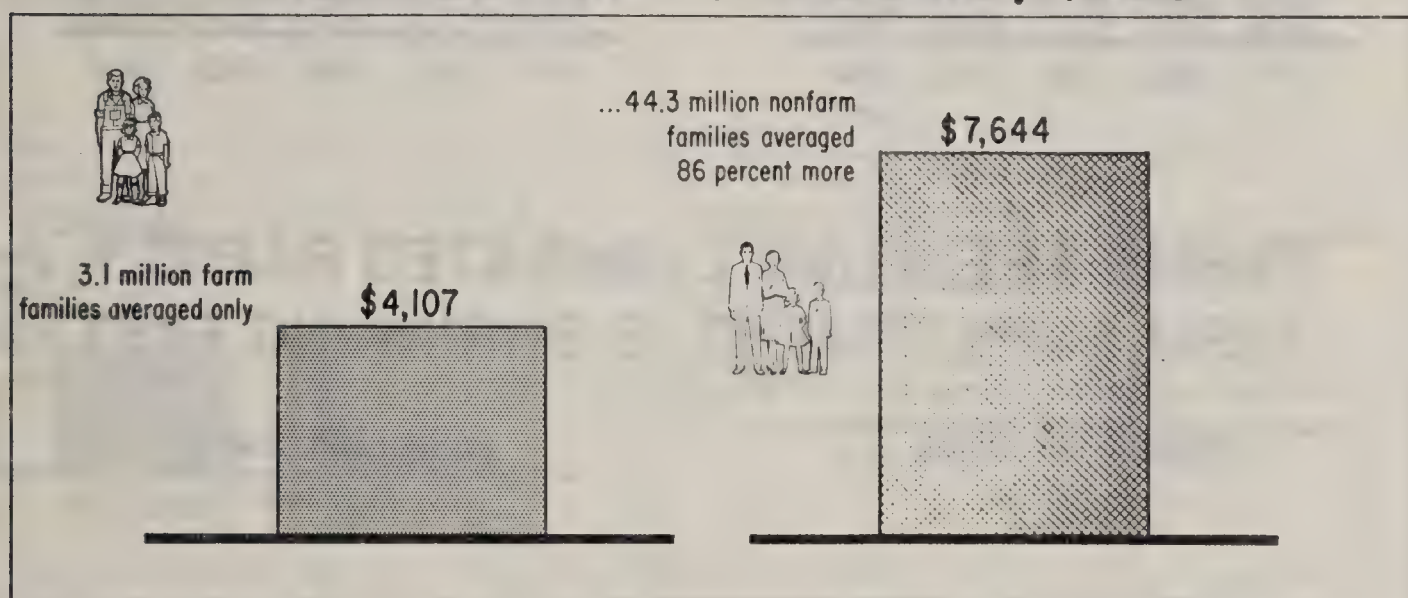 3.1 million farm
families averaged only
$4,107
...44.3 million nonfarm
families averaged
86 percent more
$7,644